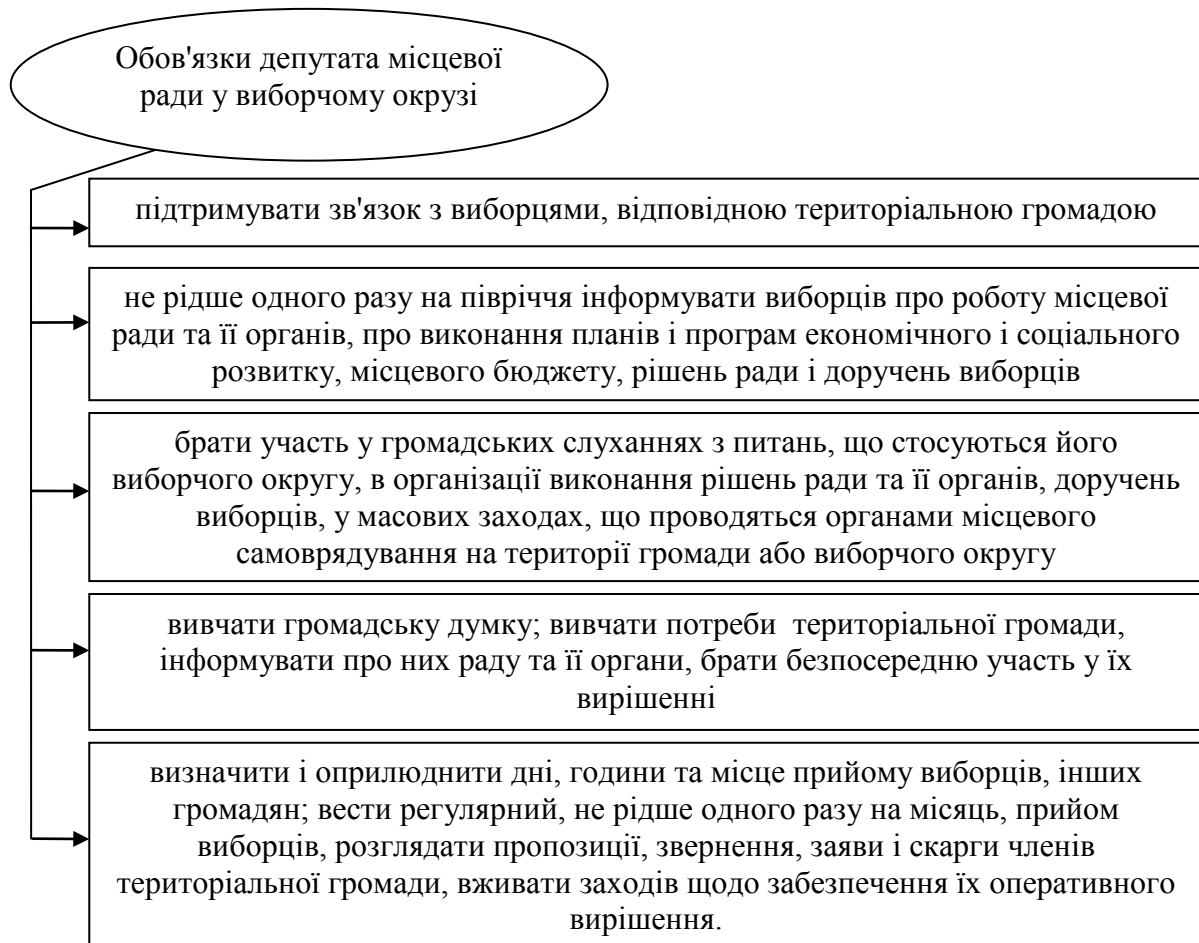 Обов'язки депутата місцевої
ради у виборчому окрузі
підтримувати зв'язок з виборцями, відповідною територіальною громадою
не рідше одного разу на півріччя інформувати виборців про роботу місцевої
ради та її органів, про виконання планів і програм економічного і соціального
розвитку, місцевого бюджету, рішень ради і доручень виборців
брати участь у громадських слуханнях з питань, що стосуються його
виборчого округу, в організації виконання рішень ради та її органів, доручень
виборців, у масових заходах, що проводяться органами місцевого
самоврядування на території громади або виборчого округу
вивчати громадську думку; вивчати потреби  територіальної громади,
інформувати про них раду та її органи, брати безпосередню участь у їх
вирішенні
визначити і оприлюднити дні, години та місце прийому виборців, інших
громадян; вести регулярний, не рідше одного разу на місяць, прийом
виборців, розглядати пропозиції, звернення, заяви і скарги членів
територіальної громади, вживати заходів щодо забезпечення їх оперативного
вирішення.